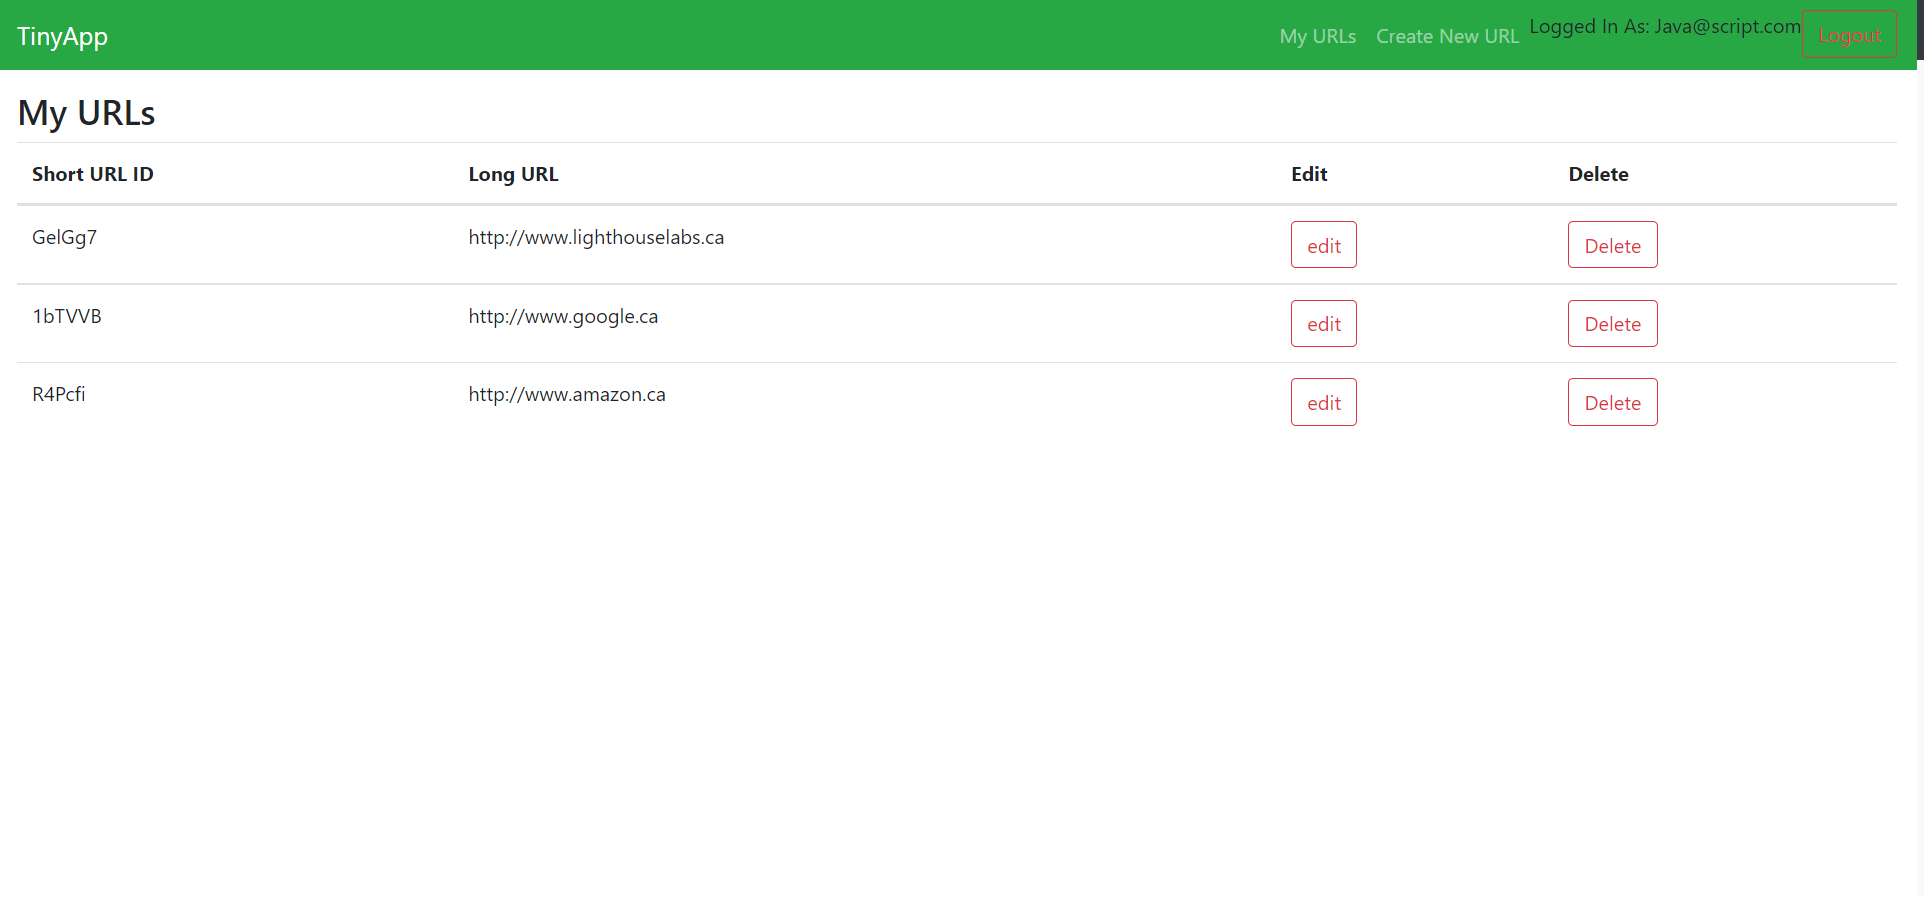 TinyApp My URLs Create New URL Logged In As: Java@script.com Logout
My URLs
Short URL ID Long URL Edit Delete
GelGg7 http://www.lighthouselabs.ca edit Delete
1bTVVB http://www.google.ca edit Delete
R4Pcfi http://www.amazon.ca edit Delete